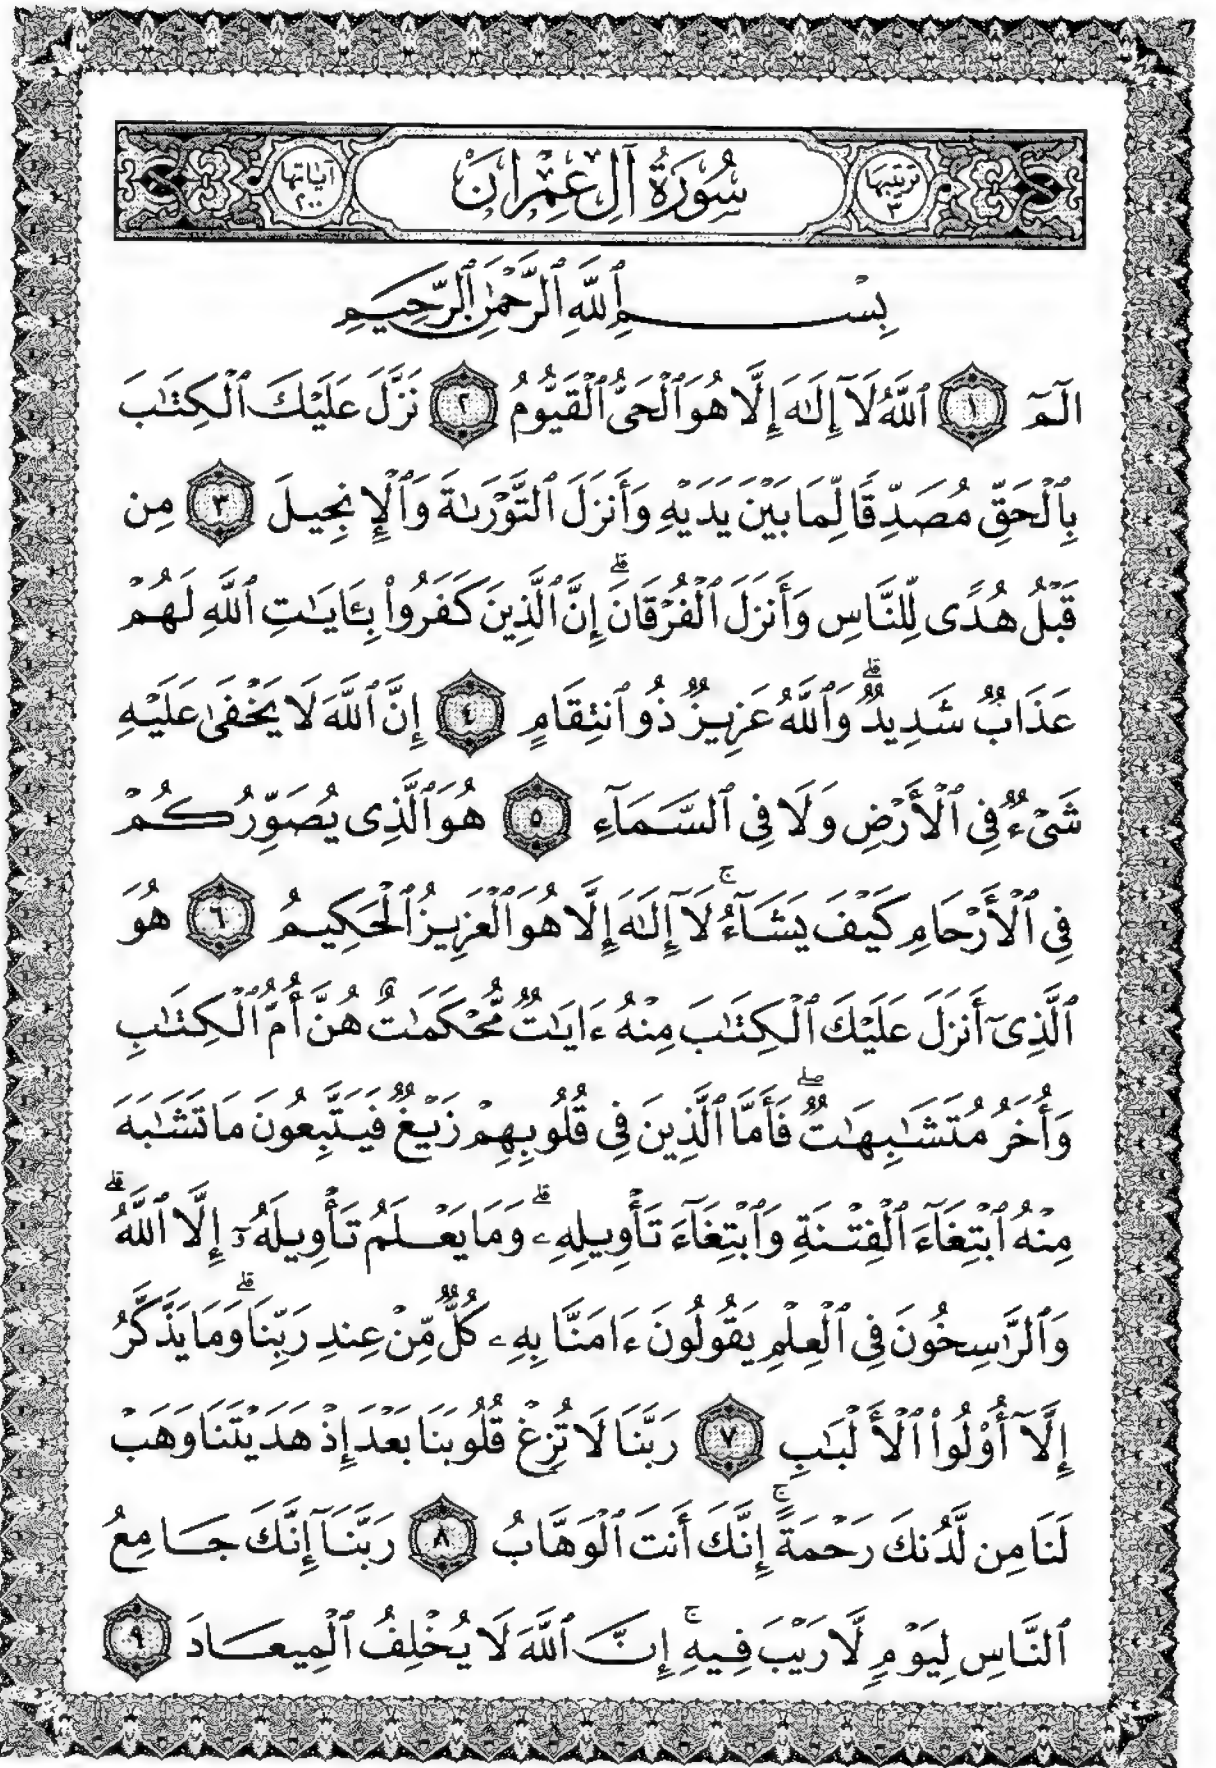 ترتيبها ٣ سُورَةُ آلِ عِمْرَانَ آياتها ٢٠٠
بِسْمِ ٱللَّهِ ٱلرَّحْمَٰنِ ٱلرَّحِيمِ
الٓمٓ ١ ٱللَّهُ لَآ إِلَٰهَ إِلَّا هُوَ ٱلْحَىُّ ٱلْقَيُّومُ ٢ نَزَّلَ عَلَيْكَ ٱلْكِتَٰبَ
بِٱلْحَقِّ مُصَدِّقًا لِّمَا بَيْنَ يَدَيْهِ وَأَنزَلَ ٱلتَّوْرَىٰةَ وَٱلْإِنجِيلَ ٣ مِن
قَبْلُ هُدًى لِّلنَّاسِ وَأَنزَلَ ٱلْفُرْقَانَ ۗ إِنَّ ٱلَّذِينَ كَفَرُوا۟ بِـَٔايَٰتِ ٱللَّهِ لَهُمْ
عَذَابٌ شَدِيدٌ ۗ وَٱللَّهُ عَزِيزٌ ذُو ٱنتِقَامٍ ٤ إِنَّ ٱللَّهَ لَا يَخْفَىٰ عَلَيْهِ
شَىْءٌ فِى ٱلْأَرْضِ وَلَا فِى ٱلسَّمَآءِ ٥ هُوَ ٱلَّذِى يُصَوِّرُكُمْ
فِى ٱلْأَرْحَامِ كَيْفَ يَشَآءُ ۚ لَآ إِلَٰهَ إِلَّا هُوَ ٱلْعَزِيزُ ٱلْحَكِيمُ ٦ هُوَ
ٱلَّذِىٓ أَنزَلَ عَلَيْكَ ٱلْكِتَٰبَ مِنْهُ ءَايَٰتٌ مُّحْكَمَٰتٌ هُنَّ أُمُّ ٱلْكِتَٰبِ
وَأُخَرُ مُتَشَٰبِهَٰتٌ ۖ فَأَمَّا ٱلَّذِينَ فِى قُلُوبِهِمْ زَيْغٌ فَيَتَّبِعُونَ مَا تَشَٰبَهَ
مِنْهُ ٱبْتِغَآءَ ٱلْفِتْنَةِ وَٱبْتِغَآءَ تَأْوِيلِهِۦ ۗ وَمَا يَعْلَمُ تَأْوِيلَهُۥٓ إِلَّا ٱللَّهُ ۗ
وَٱلرَّٰسِخُونَ فِى ٱلْعِلْمِ يَقُولُونَ ءَامَنَّا بِهِۦ كُلٌّ مِّنْ عِندِ رَبِّنَا ۗ وَمَا يَذَّكَّرُ
إِلَّآ أُو۟لُوا۟ ٱلْأَلْبَٰبِ ٧ رَبَّنَا لَا تُزِغْ قُلُوبَنَا بَعْدَ إِذْ هَدَيْتَنَا وَهَبْ
لَنَا مِن لَّدُنكَ رَحْمَةً ۚ إِنَّكَ أَنتَ ٱلْوَهَّابُ ٨ رَبَّنَآ إِنَّكَ جَامِعُ
ٱلنَّاسِ لِيَوْمٍ لَّا رَيْبَ فِيهِ ۚ إِنَّ ٱللَّهَ لَا يُخْلِفُ ٱلْمِيعَادَ ٩